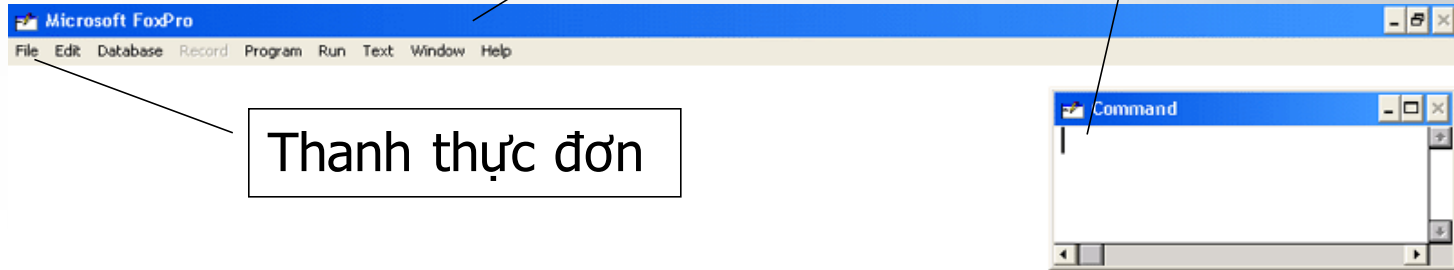 Microsoft FoxPro
File Edit Database Record Program Run Text Window Help
Command
Thanh thực đơn